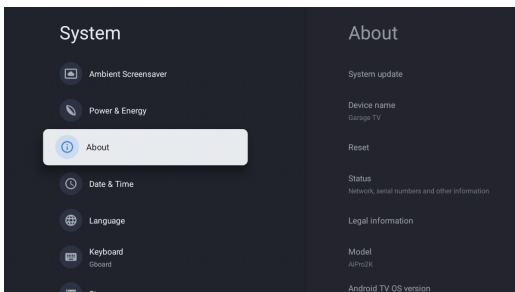 System
Ambient Screensaver
Power & Energy
About
Date & Time
Language
Keyboard
Gboard
About
System update
Device name
Garage TV
Reset
Status
Network, serial numbers and other information
Legal information
Model
AiPro2K
Android TV OS version